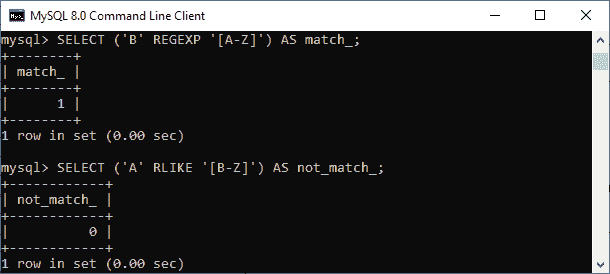 MySQL 8.0 Command Line Client
mysql> SELECT ('B' REGEXP '[A-Z]') AS match_;
+--------+
| match_ |
+--------+
|      1 |
+--------+
1 row in set (0.00 sec)
mysql> SELECT ('A' RLIKE '[B-Z]') AS not_match_;
+------------+
| not_match_ |
+------------+
|          0 |
+------------+
1 row in set (0.00 sec)